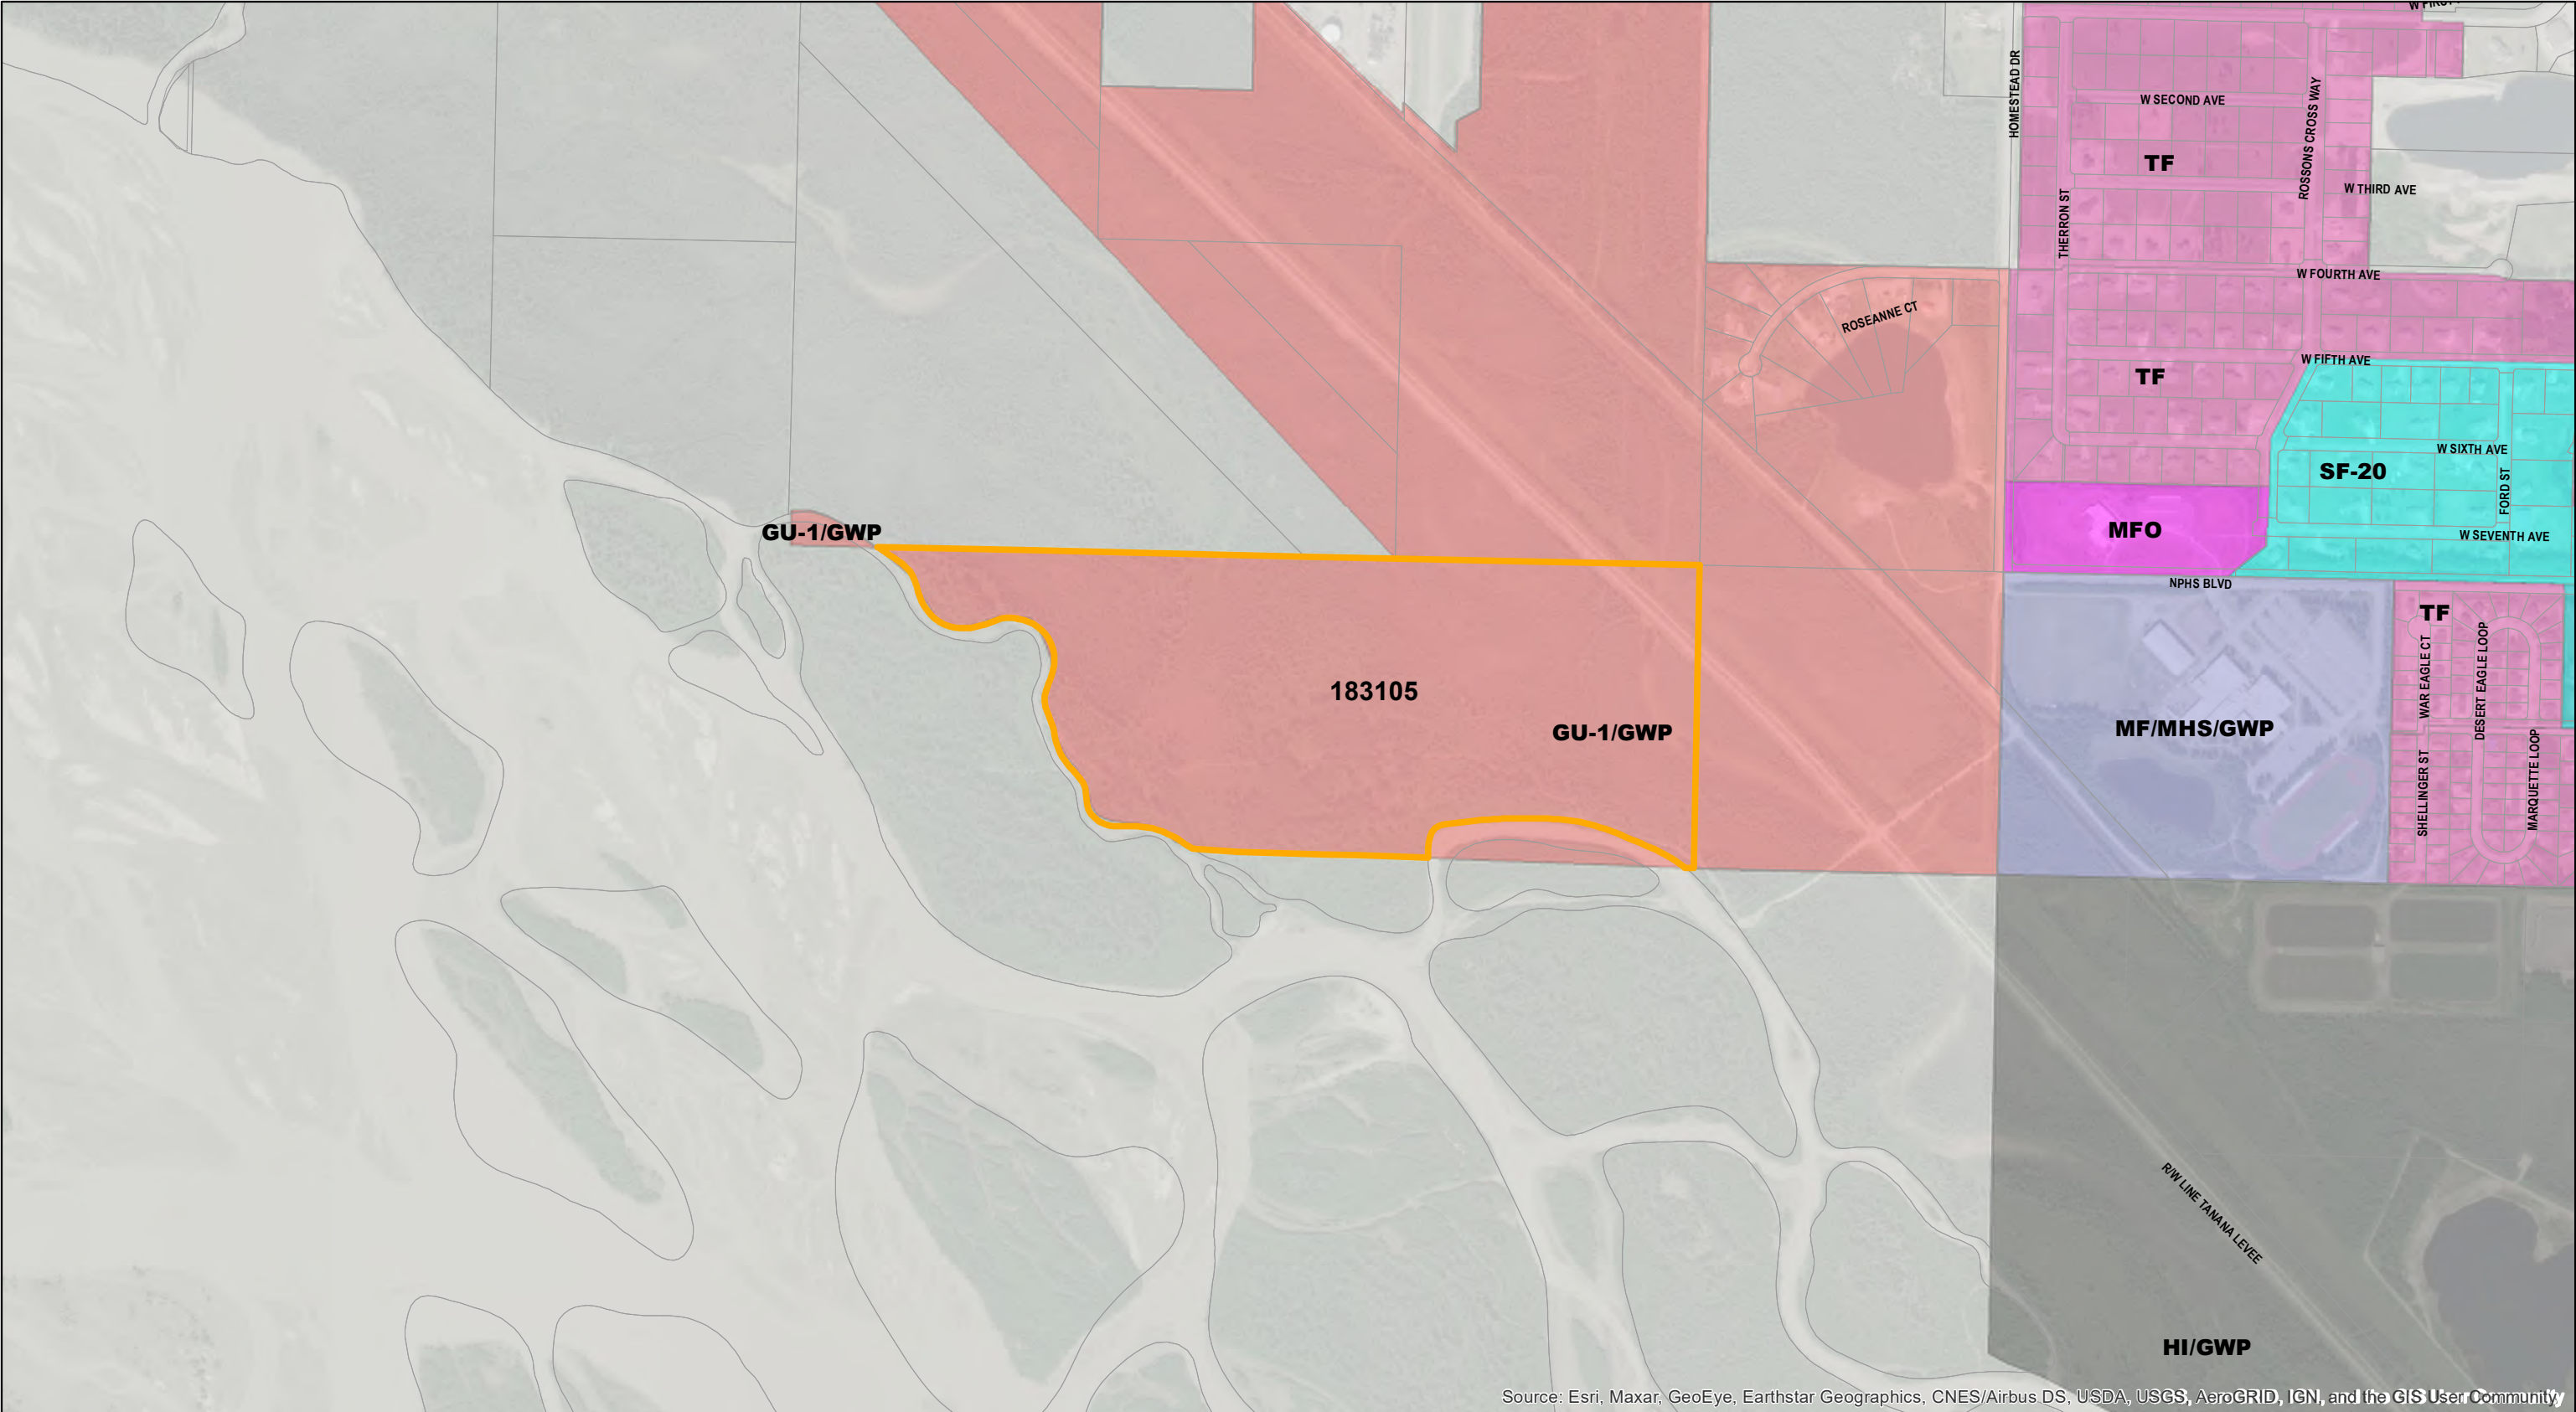 W FIRST
HOMESTEAD DR
W SECOND AVE
ROSSONS CROSS WAY
TF
W THIRD AVE
THERRON ST
W FOURTH AVE
ROSEANNE CT
W FIFTH AVE
TF
W SIXTH AVE
SF-20
FORD ST
GU-1/GWP
MFO
W SEVENTH AVE
NPHS BLVD
TF
WAR EAGLE CT
DESERT EAGLE LOOP
183105
GU-1/GWP
MF/MHS/GWP
SHELLINGER ST
MARQUETTE LOOP
R/W LINE TANANA LEVEE
HI/GWP
Source: Esri, Maxar, GeoEye, Earthstar Geographics, CNES/Airbus DS, USDA, USGS, AeroGRID, IGN, and the GIS User Community